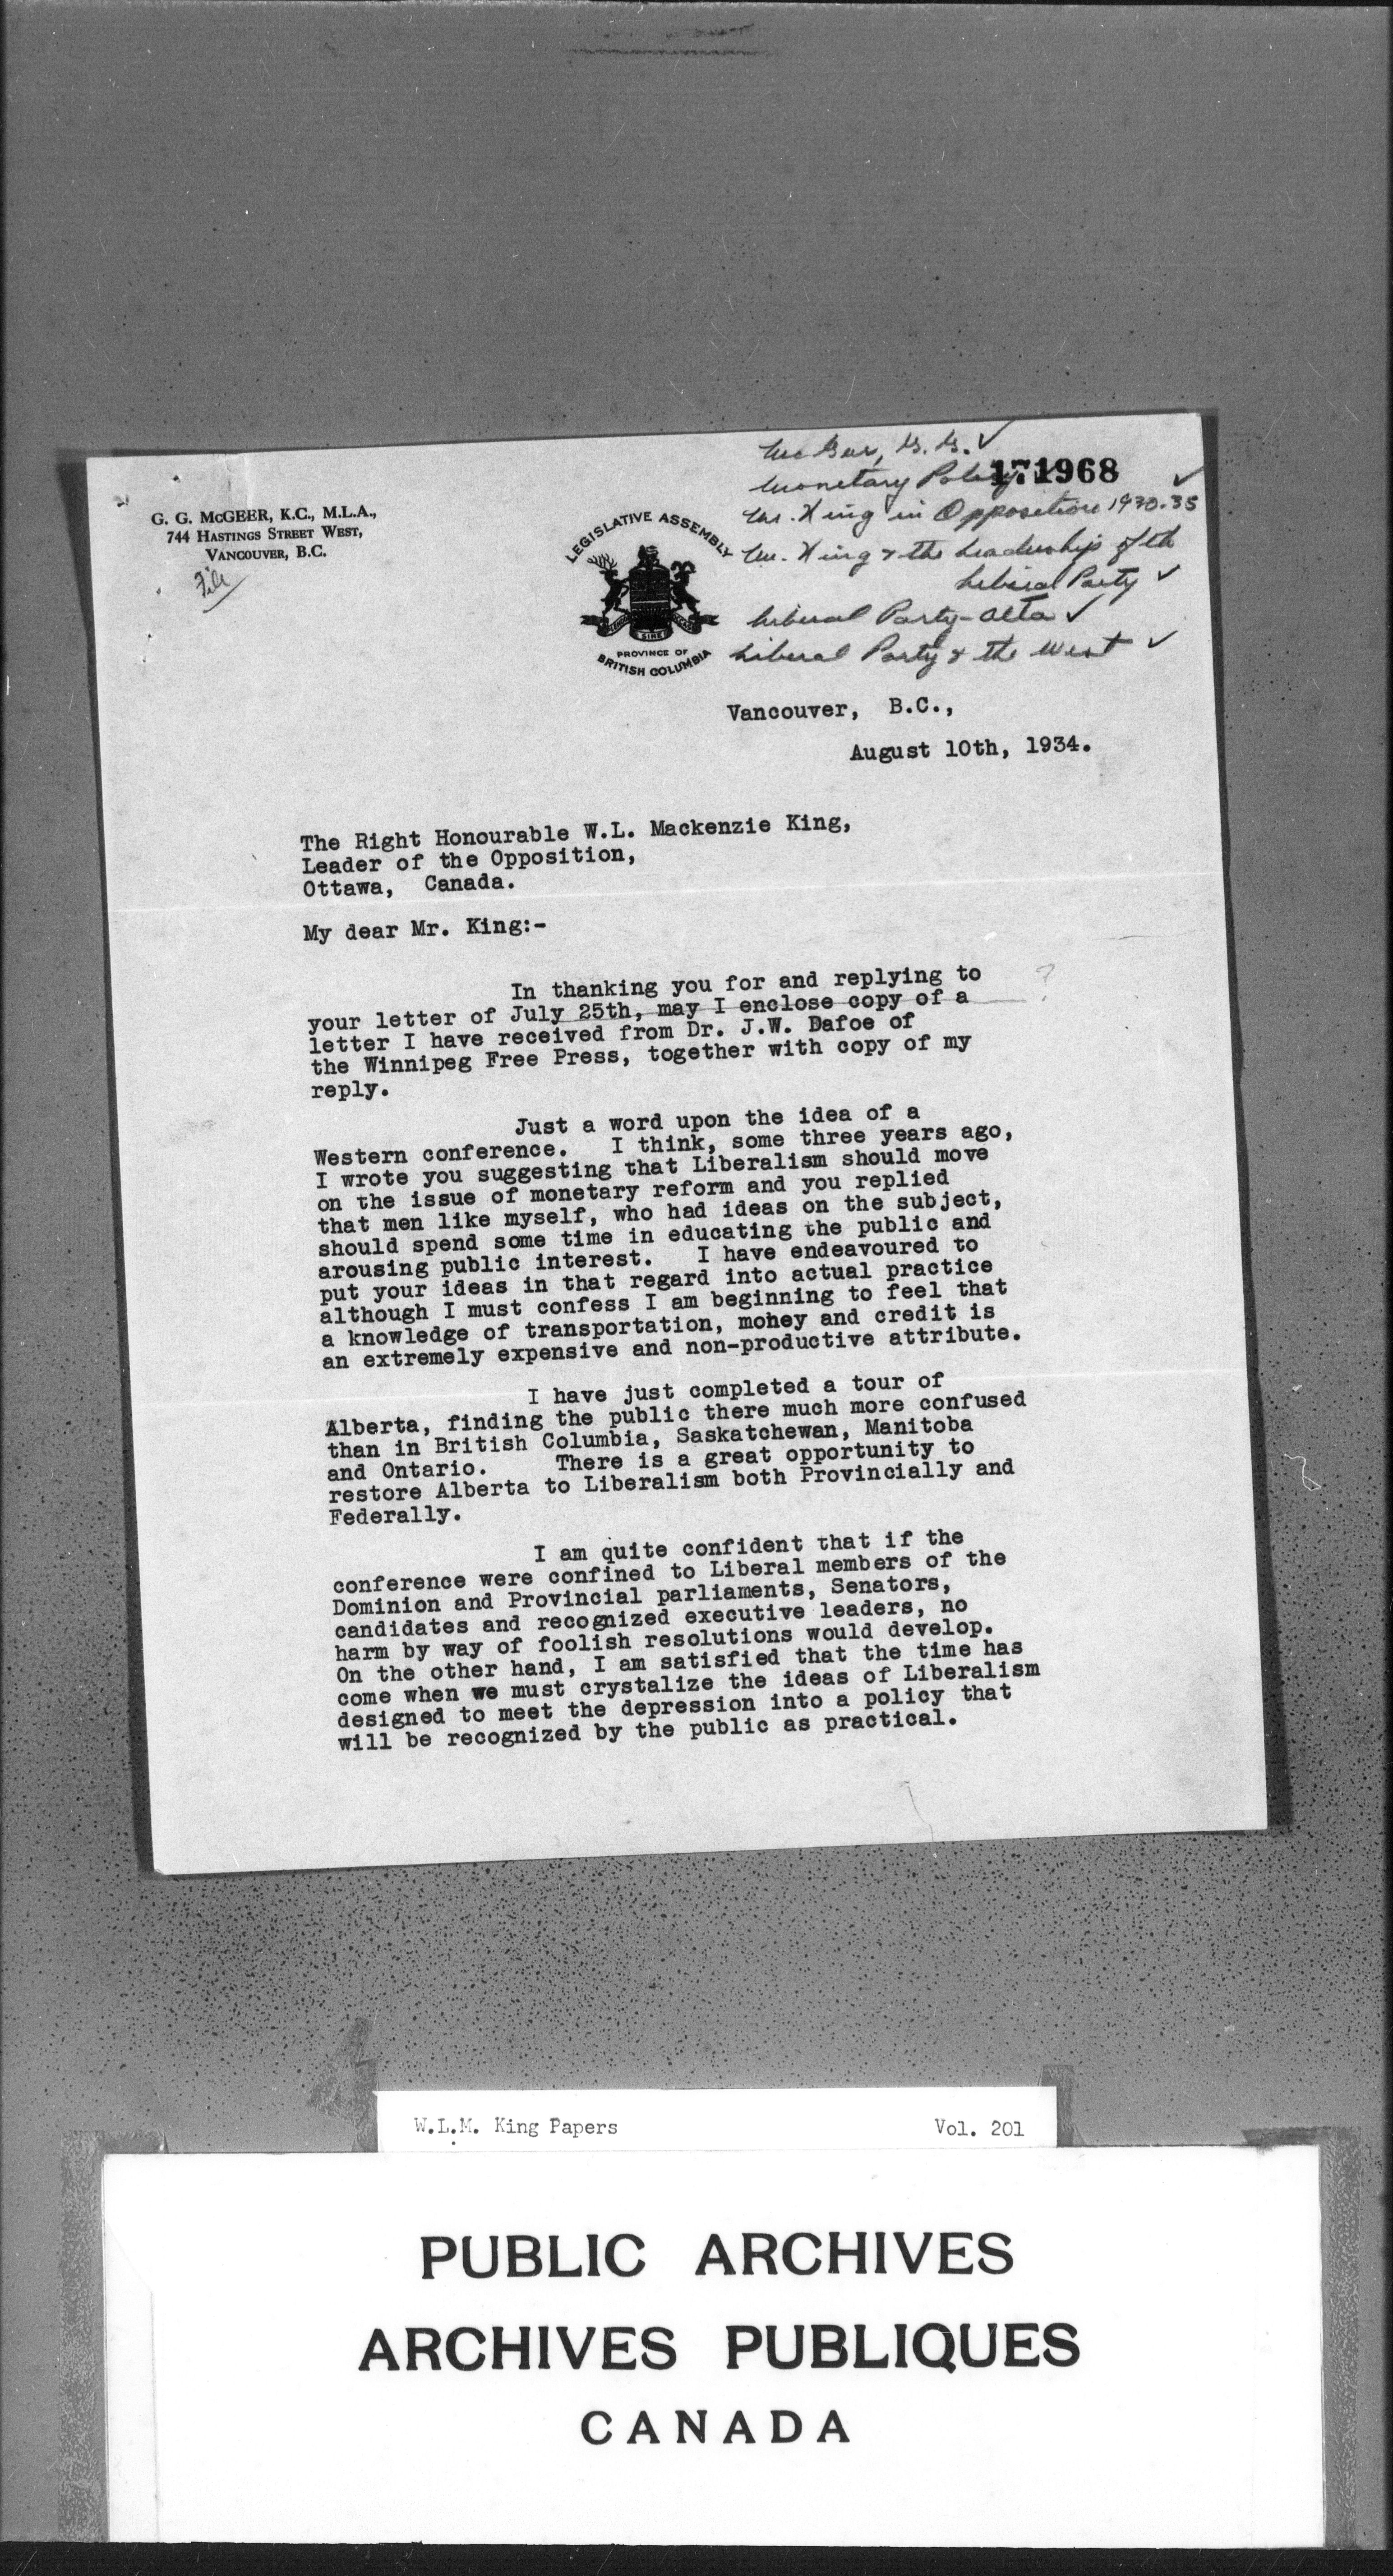 McGeer, G. G. ✓
Monetary Policy ✓
171968
Mr. King in Opposition 1930-35
Mr. King & the Leadership of the
Liberal Party ✓
Liberal Party - Alta ✓
Liberal Party & the West ✓
G. G. McGEER, K.C., M.L.A.,
744 HASTINGS STREET WEST,
VANCOUVER, B.C.
File
LEGISLATIVE ASSEMBLY
PROVINCE OF
BRITISH COLUMBIA
Vancouver, B.C.,
August 10th, 1934.
The Right Honourable W.L. Mackenzie King,
Leader of the Opposition,
Ottawa, Canada.
My dear Mr. King:-
In thanking you for and replying to
your letter of July 25th, may I enclose copy of a ?
letter I have received from Dr. J.W. Dafoe of
the Winnipeg Free Press, together with copy of my
reply.
Just a word upon the idea of a
Western conference. I think, some three years ago,
I wrote you suggesting that Liberalism should move
on the issue of monetary reform and you replied
that men like myself, who had ideas on the subject,
should spend some time in educating the public and
arousing public interest. I have endeavoured to
put your ideas in that regard into actual practice
although I must confess I am beginning to feel that
a knowledge of transportation, mohey and credit is
an extremely expensive and non-productive attribute.
I have just completed a tour of
Alberta, finding the public there much more confused
than in British Columbia, Saskatchewan, Manitoba
and Ontario. There is a great opportunity to
restore Alberta to Liberalism both Provincially and
Federally.
I am quite confident that if the
conference were confined to Liberal members of the
Dominion and Provincial parliaments, Senators,
candidates and recognized executive leaders, no
harm by way of foolish resolutions would develop.
On the other hand, I am satisfied that the time has
come when we must crystalize the ideas of Liberalism
designed to meet the depression into a policy that
will be recognized by the public as practical.
W.L.M. King Papers Vol. 201
PUBLIC ARCHIVES
ARCHIVES PUBLIQUES
CANADA